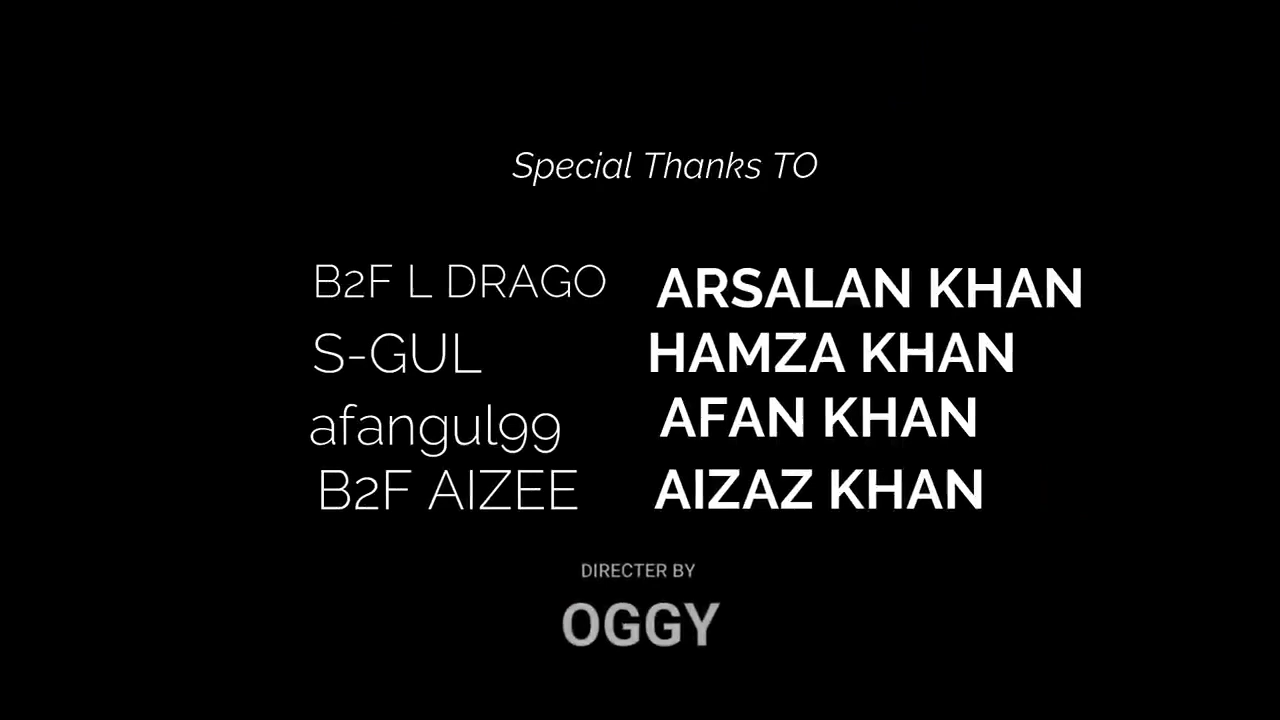 Special Thanks TO
B2F L DRAGO ARSALAN KHAN
S-GUL HAMZA KHAN
afangul99 AFAN KHAN
B2F AIZEE AIZAZ KHAN
DIRECTER BY
OGGY